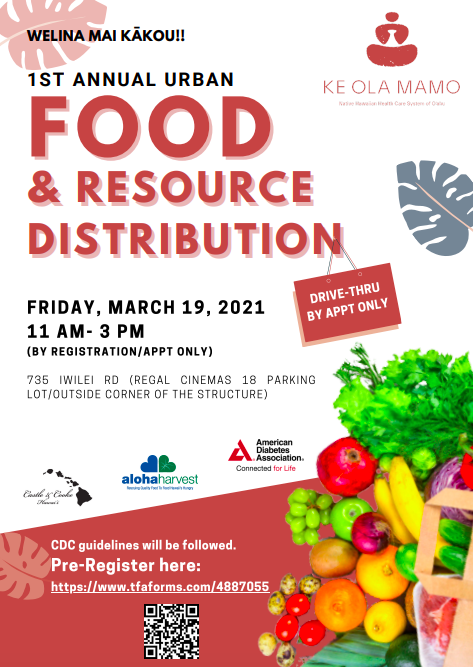 WELINA MAI KĀKOU!!
KE OLA MAMO
Native Hawaiian Health Care System of O'ahu
1ST ANNUAL URBAN
FOOD
& RESOURCE
DISTRIBUTION
DRIVE-THRU
BY APPT ONLY
FRIDAY, MARCH 19, 2021
11 AM- 3 PM
(BY REGISTRATION/APPT ONLY)
735 IWILEI RD (REGAL CINEMAS 18 PARKING
LOT/OUTSIDE CORNER OF THE STRUCTURE)
Castle & Cooke
Hawai'i
alohaharvest
Rescuing Quality Food To Feed Hawaii's Hungry
American
Diabetes
Association.
Connected for Life
CDC guidelines will be followed.
Pre-Register here:
https://www.tfaforms.com/4887055